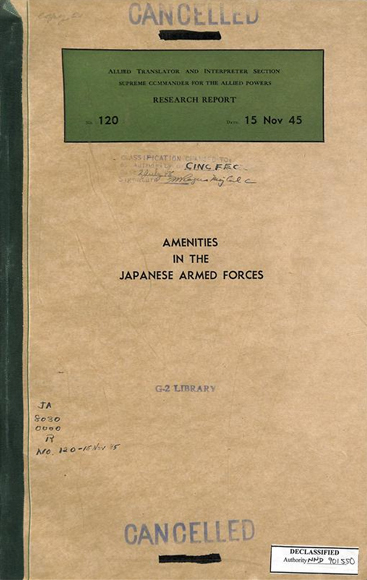 CANCELLED
ALLIED TRANSLATOR AND INTERPRETER SECTION
SUPREME COMMANDER FOR THE ALLIED POWERS
RESEARCH REPORT
No. 120 Date: 15 Nov 45
CLASSIFICATION
CINCFEC
AMENITIES
IN THE
JAPANESE ARMED FORCES
G-2 LIBRARY
JA
8030
0000
R
NO. 120-15 Nov 45
CANCELLED
DECLASSIFIED
Authority NND 901550